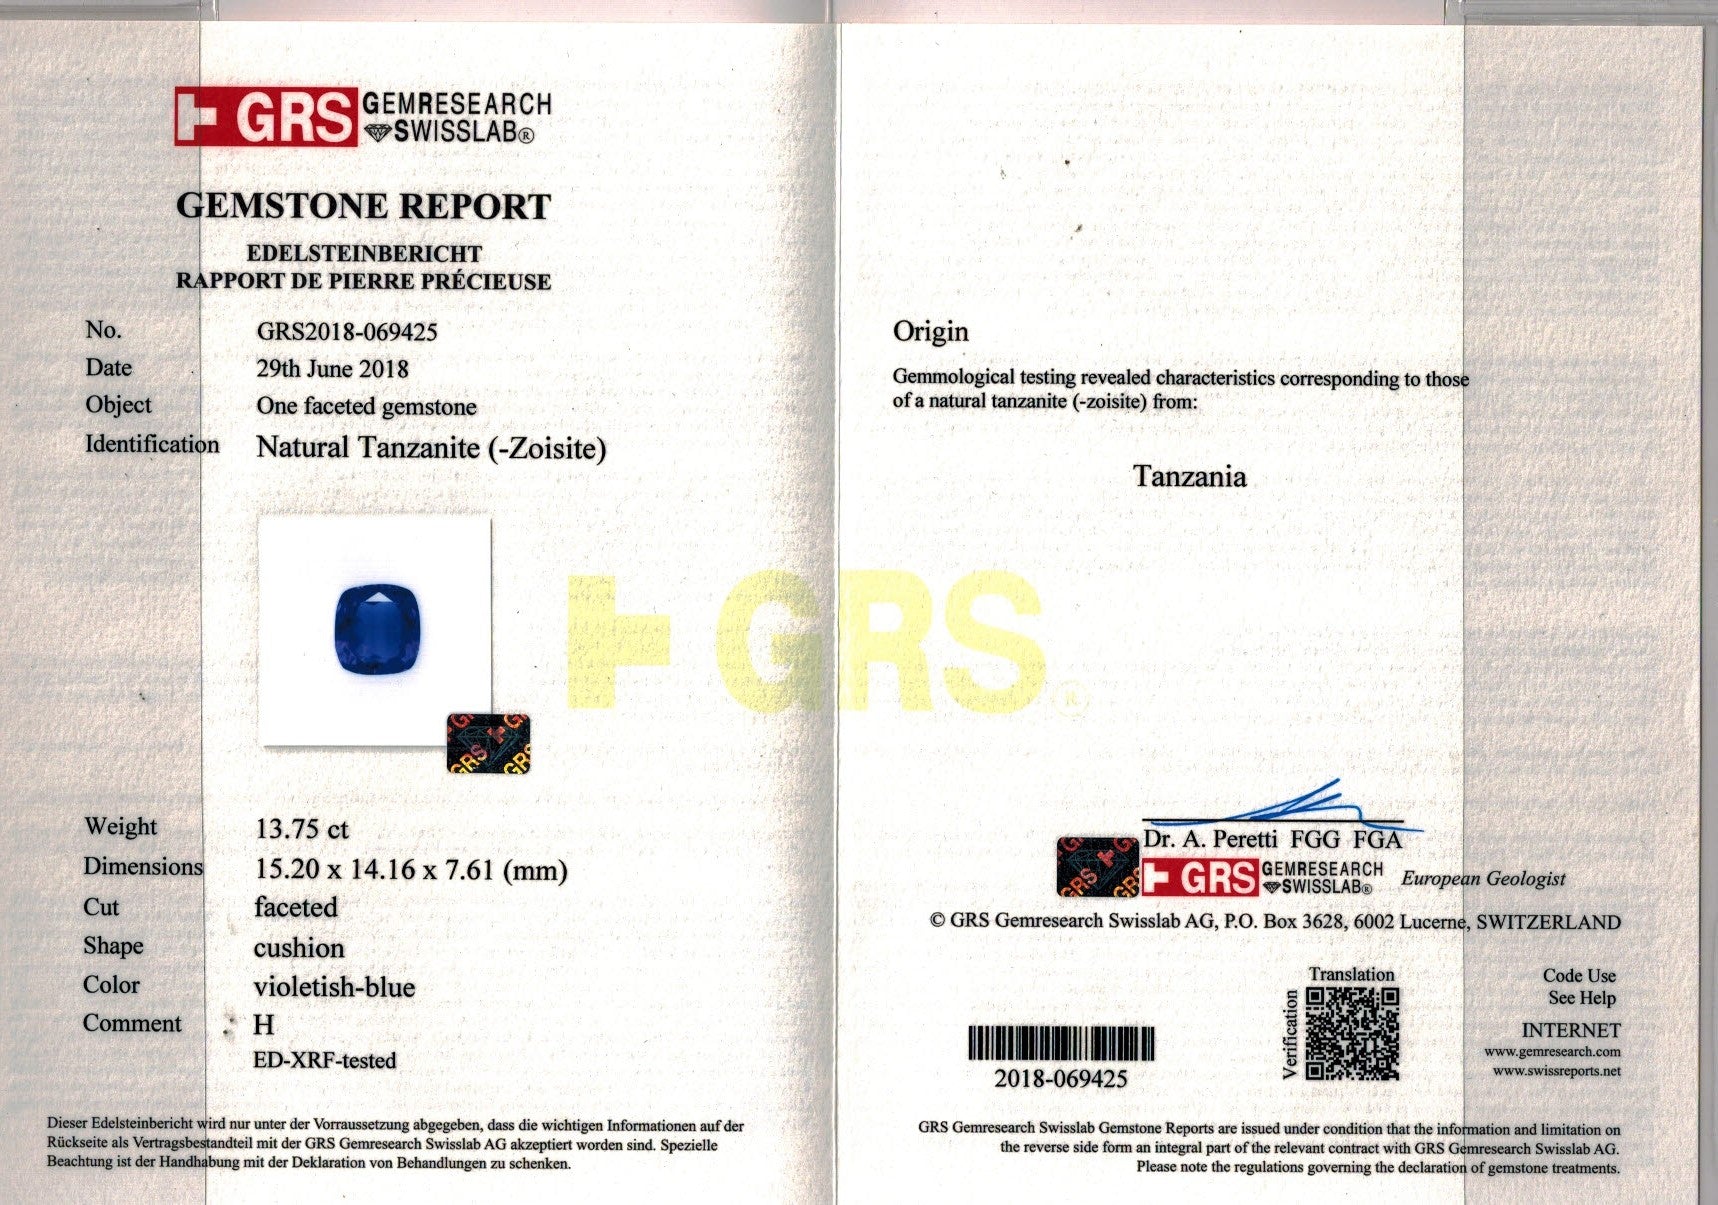 GRS GEMRESEARCH
SWISSLAB®
GEMSTONE REPORT
EDELSTEINBERICHT
RAPPORT DE PIERRE PRÉCIEUSE
No. GRS2018-069425
Date 29th June 2018
Object One faceted gemstone
Identification Natural Tanzanite (-Zoisite)
GRS
Weight 13.75 ct
Dimensions 15.20 x 14.16 x 7.61 (mm)
Cut faceted
Shape cushion
Color violetish-blue
Comment H
ED-XRF-tested
Dieser Edelsteinbericht wird nur unter der Vorraussetzung abgegeben, dass die wichtigen Informationen auf der
Rückseite als Vertragsbestandteil mit der GRS Gemresearch Swisslab AG akzeptiert worden sind. Spezielle
Beachtung ist der Handhabung mit der Deklaration von Behandlungen zu schenken.
GRS®
Origin
Gemmological testing revealed characteristics corresponding to those
of a natural tanzanite (-zoisite) from:
Tanzania
Dr. A. Peretti FGG FGA
GRS
GRS GEMRESEARCH
SWISSLAB®
European Geologist
© GRS Gemresearch Swisslab AG, P.O. Box 3628, 6002 Lucerne, SWITZERLAND
2018-069425
Translation
Verification
Code Use
See Help
INTERNET
www.gemresearch.com
www.swissreports.net
GRS Gemresearch Swisslab Gemstone Reports are issued under condition that the information and limitation on
the reverse side form an integral part of the relevant contract with GRS Gemresearch Swisslab AG.
Please note the regulations governing the declaration of gemstone treatments.